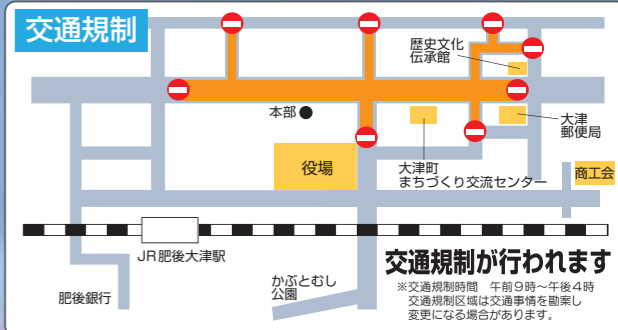 交通規制
歴史文化
伝承館
本部
大津
郵便局
役場
大津町
まちづくり交流センター
商工会
JR肥後大津駅
交通規制が行われます
かぶとむし
公園
肥後銀行
※交通規制時間　午前9時〜午後4時
交通規制区域は交通事情を勘案し
変更になる場合があります。